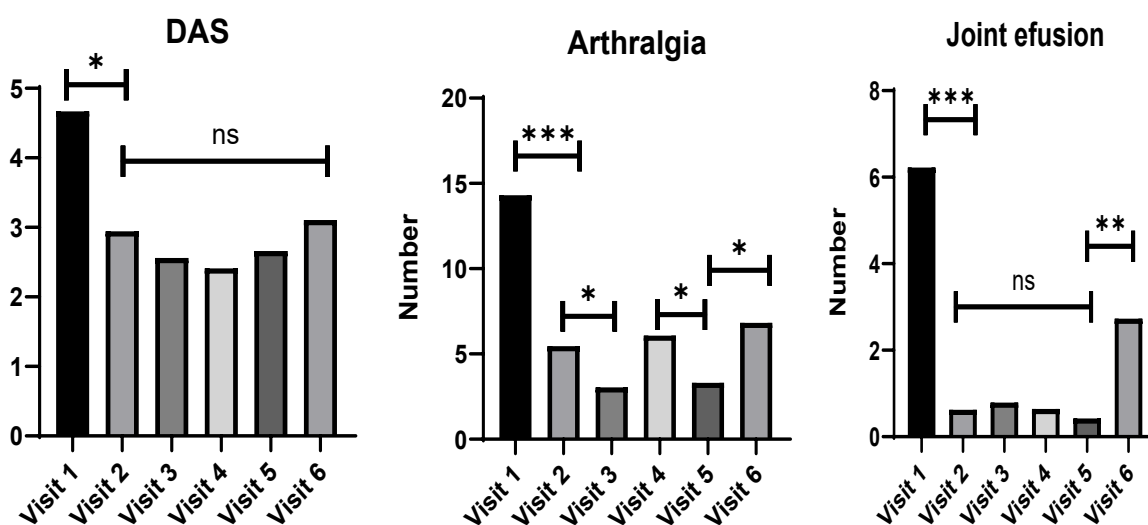 DAS
*
ns
5
4
3
2
1
0
Visit 1
Visit 2
Visit 3
Visit 4
Visit 5
Visit 6
Arthralgia
***
*
*
*
Number
20
15
10
5
0
Visit 1
Visit 2
Visit 3
Visit 4
Visit 5
Visit 6
Joint efusion
***
**
ns
Number
8
6
4
2
0
Visit 1
Visit 2
Visit 3
Visit 4
Visit 5
Visit 6